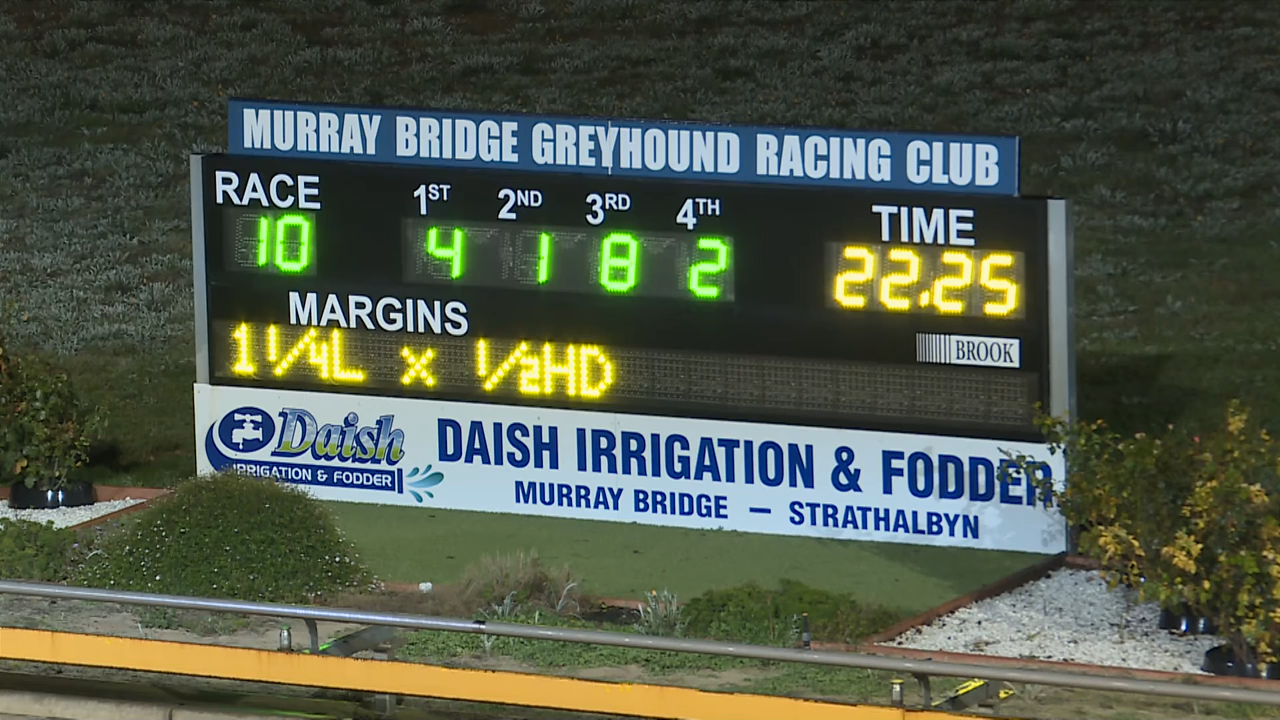 MURRAY BRIDGE GREYHOUND RACING CLUB
RACE 1ST 2ND 3RD 4TH TIME
10 4 1 8 2 22.25
MARGINS
1 1/4L x 1/2HD
BROOK
Daish
IRRIGATION & FODDER
DAISH IRRIGATION & FODDER
MURRAY BRIDGE — STRATHALBYN